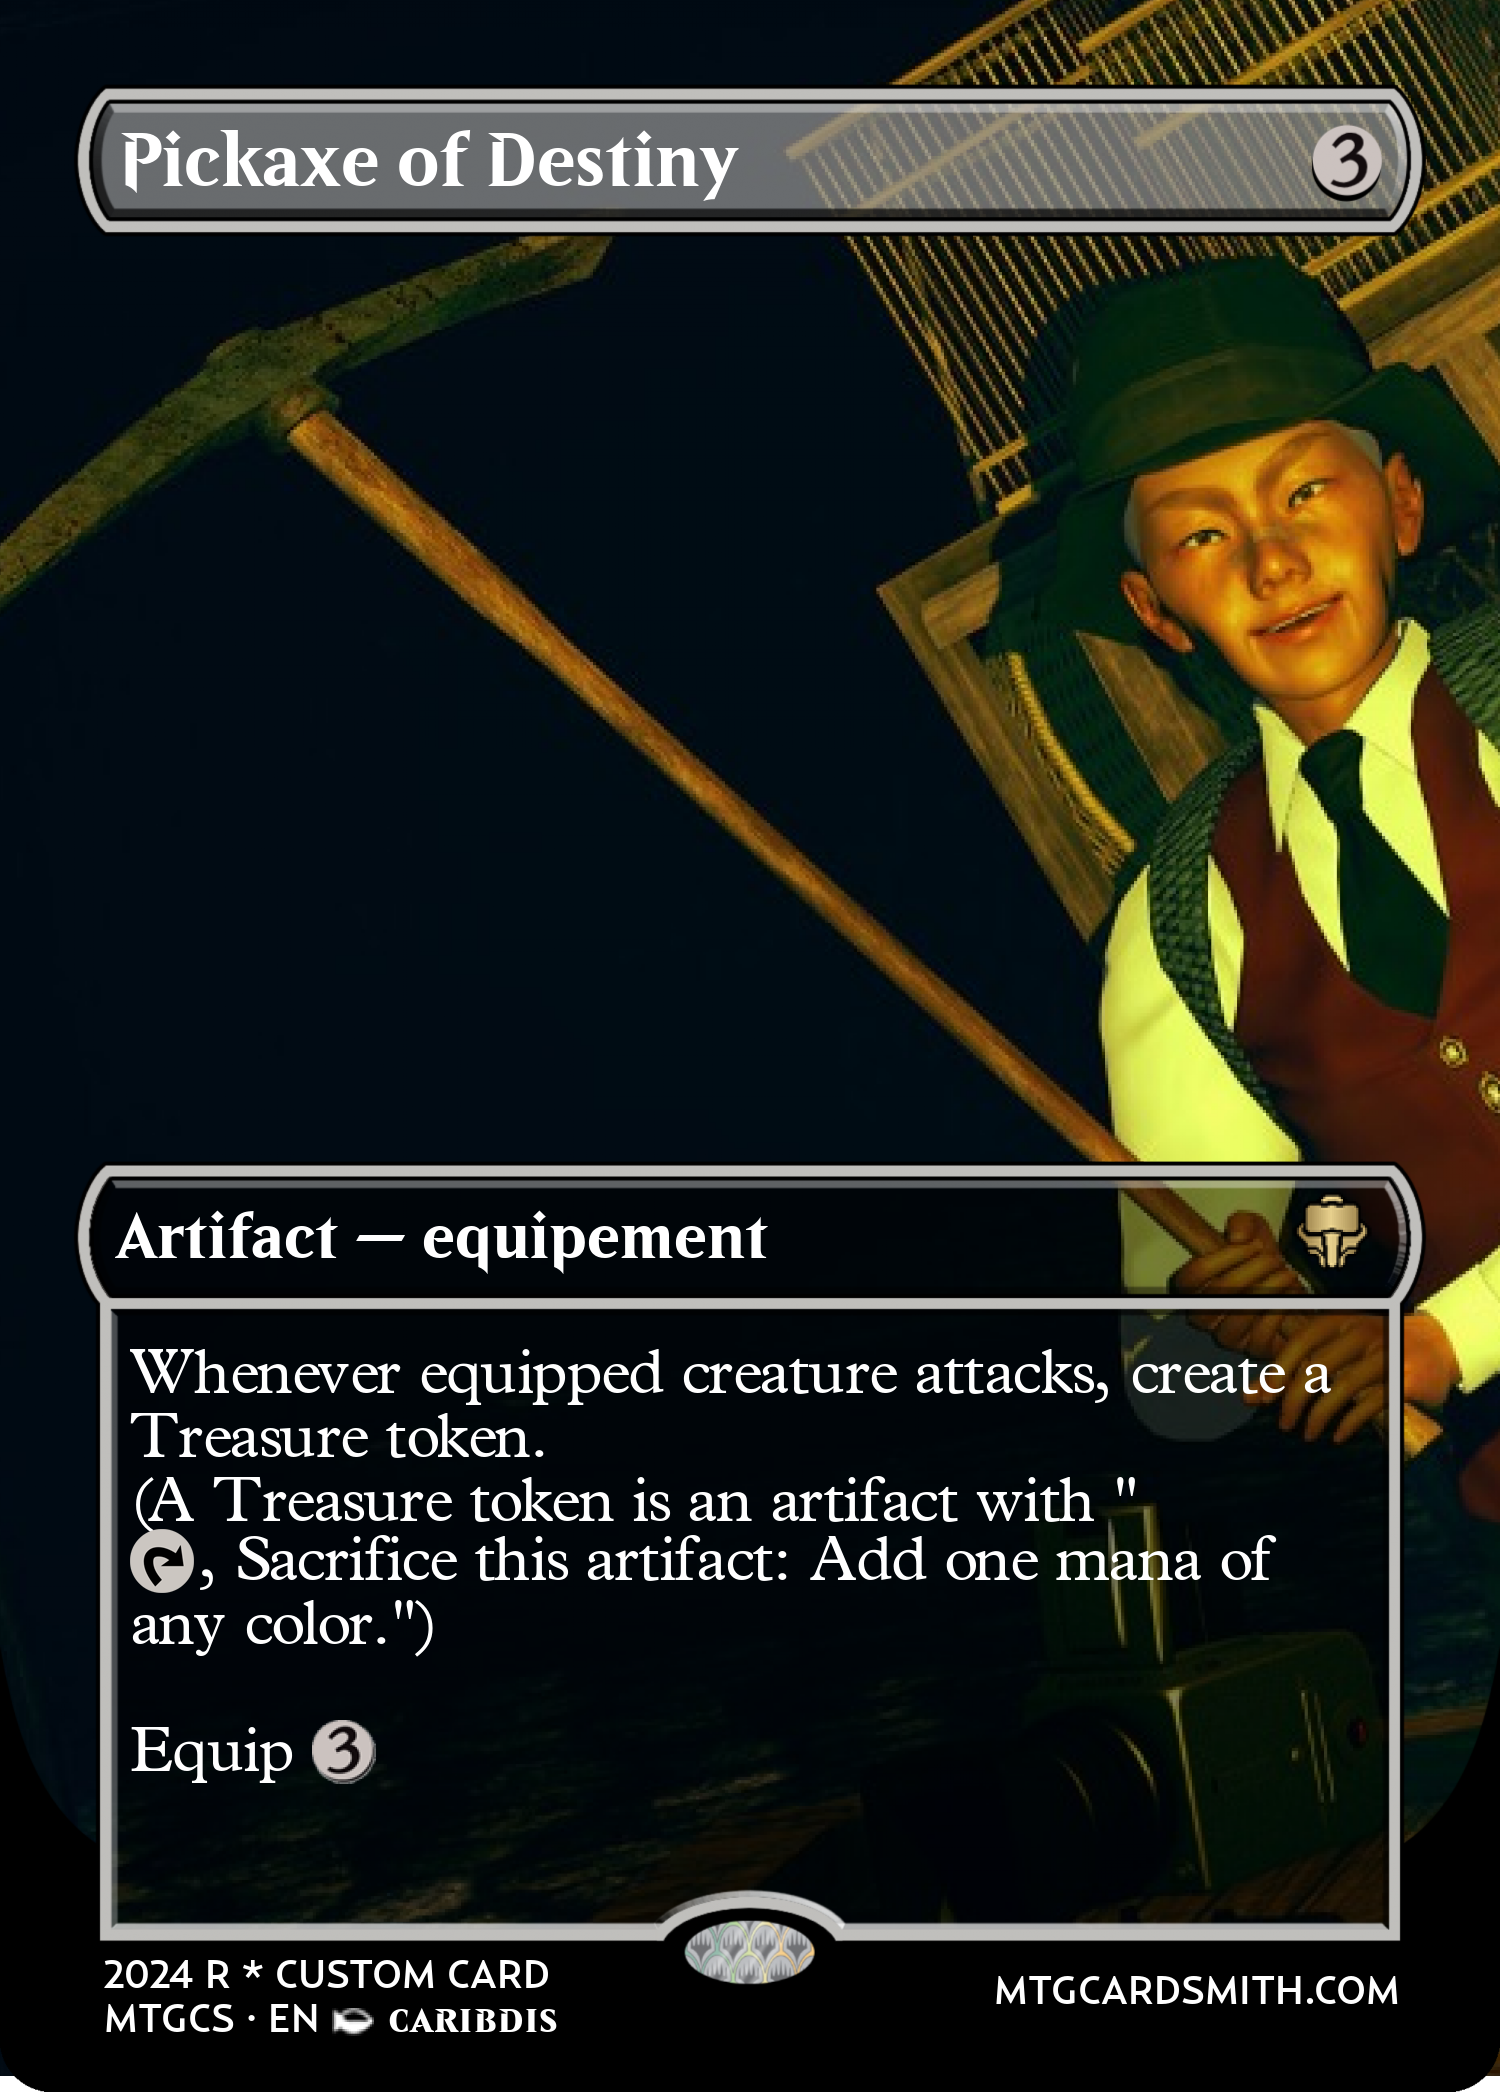 Pickaxe of Destiny 3
Artifact — equipement
Whenever equipped creature attacks, create a
Treasure token.
(A Treasure token is an artifact with "
, Sacrifice this artifact: Add one mana of
any color.")
Equip 3
2024 R * CUSTOM CARD
MTGCS · EN CARIBDIS
MTGCARDSMITH.COM